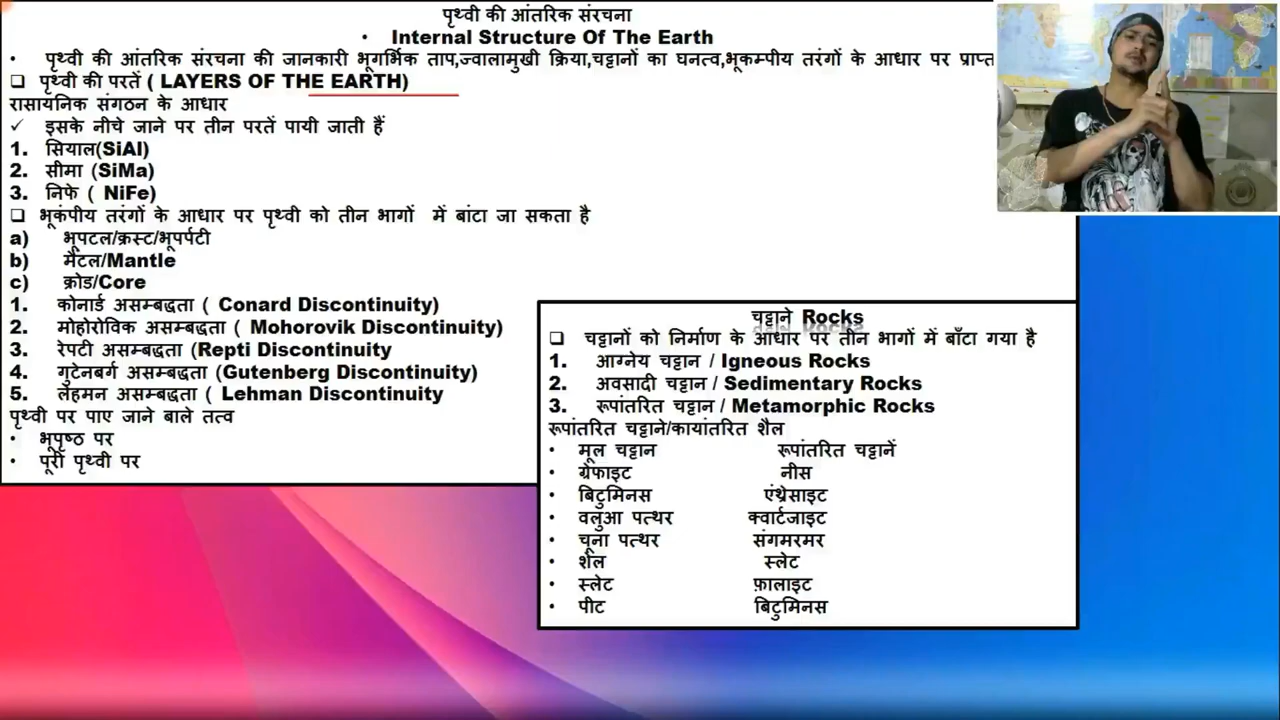 पृथ्वी की आंतरिक संरचना
• Internal Structure Of The Earth
• पृथ्वी की आंतरिक संरचना की जानकारी भूगर्भिक ताप,ज्वालामुखी क्रिया,चट्टानों का घनत्व,भूकम्पीय तरंगों के आधार पर प्राप्त
❑ पृथ्वी की परतें ( LAYERS OF THE EARTH)
रासायनिक संगठन के आधार
✓ इसके नीचे जाने पर तीन परतें पायी जाती हैं
1. सियाल(SiAl)
2. सीमा (SiMa)
3. निफे ( NiFe)
❑ भूकंपीय तरंगों के आधार पर पृथ्वी को तीन भागों में बांटा जा सकता है
a) भूपटल/क्रस्ट/भूपर्पटी
b) मैंटल/Mantle
c) क्रोड/Core
1. कोनार्ड असम्बद्धता ( Conard Discontinuity)
2. मोहोरोविक असम्बद्धता ( Mohorovik Discontinuity)
3. रेपटी असम्बद्धता (Repti Discontinuity
4. गुटेनबर्ग असम्बद्धता (Gutenberg Discontinuity)
5. लेहमन असम्बद्धता ( Lehman Discontinuity
पृथ्वी पर पाए जाने बाले तत्व
• भूपृष्ठ पर
• पूरी पृथ्वी पर
चट्टाने Rocks
❑ चट्टानों को निर्माण के आधार पर तीन भागों में बाँटा गया है
1. आग्नेय चट्टान / Igneous Rocks
2. अवसादी चट्टान / Sedimentary Rocks
3. रूपांतरित चट्टान / Metamorphic Rocks
रूपांतरित चट्टाने/कायांतरित शैल
• मूल चट्टान रूपांतरित चट्टानें
• ग्रेफाइट नीस
• बिटुमिनस एंथ्रेसाइट
• वलुआ पत्थर क्वार्टजाइट
• चूना पत्थर संगमरमर
• शेल स्लेट
• स्लेट फ़ालाइट
• पीट बिटुमिनस